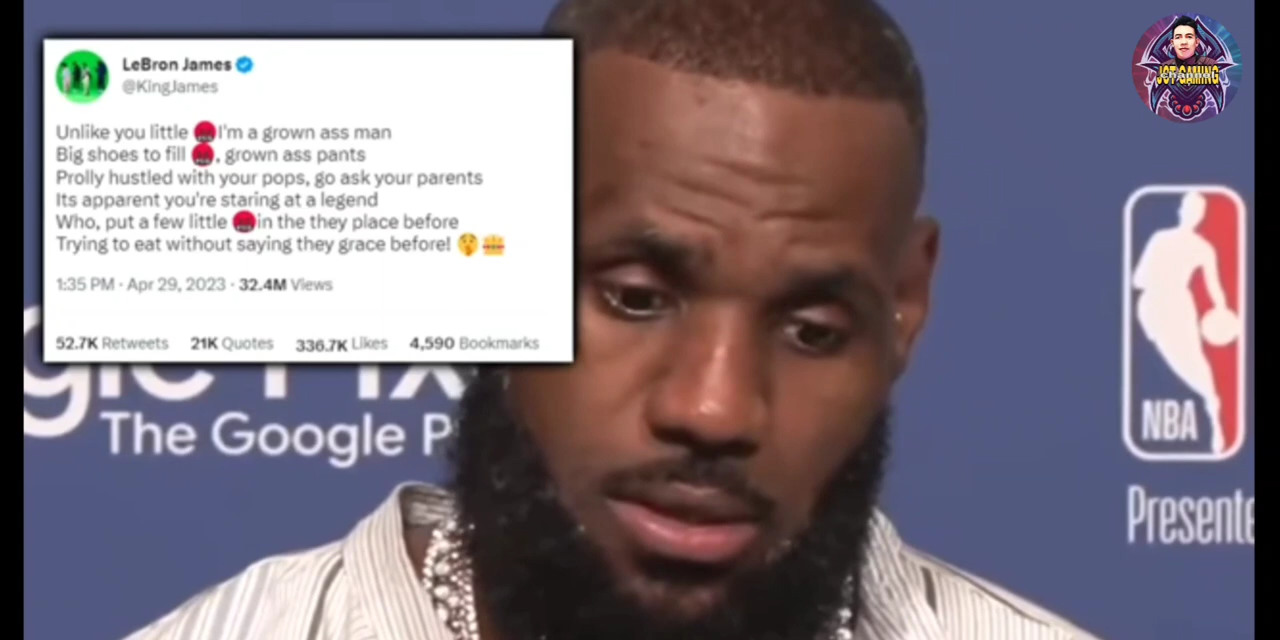 LeBron James
@KingJames
Unlike you little 🤬I'm a grown ass man
Big shoes to fill 🤬, grown ass pants
Prolly hustled with your pops, go ask your parents
Its apparent you're staring at a legend
Who, put a few little 🤬in the they place before
Trying to eat without saying they grace before! 🤫👑
1:35 PM · Apr 29, 2023 · 32.4M Views
52.7K Retweets 21K Quotes 336.7K Likes 4,590 Bookmarks
The Google P
NBA
Presente
JGT GAMING